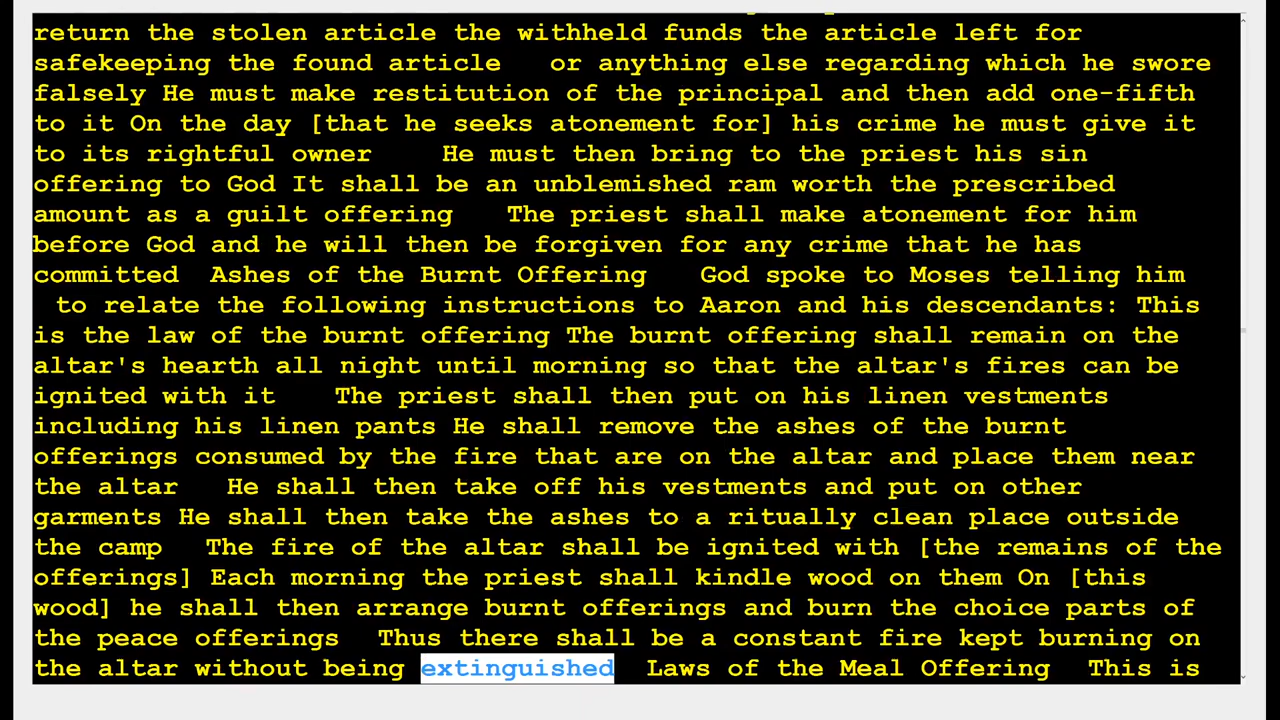 return the stolen article the withheld funds the article left for
safekeeping the found article or anything else regarding which he swore
falsely He must make restitution of the principal and then add one-fifth
to it On the day [that he seeks atonement for] his crime he must give it
to its rightful owner He must then bring to the priest his sin
offering to God It shall be an unblemished ram worth the prescribed
amount as a guilt offering The priest shall make atonement for him
before God and he will then be forgiven for any crime that he has
committed Ashes of the Burnt Offering God spoke to Moses telling him
to relate the following instructions to Aaron and his descendants: This
is the law of the burnt offering The burnt offering shall remain on the
altar's hearth all night until morning so that the altar's fires can be
ignited with it The priest shall then put on his linen vestments
including his linen pants He shall remove the ashes of the burnt
offerings consumed by the fire that are on the altar and place them near
the altar He shall then take off his vestments and put on other
garments He shall then take the ashes to a ritually clean place outside
the camp The fire of the altar shall be ignited with [the remains of the
offerings] Each morning the priest shall kindle wood on them On [this
wood] he shall then arrange burnt offerings and burn the choice parts of
the peace offerings Thus there shall be a constant fire kept burning on
the altar without being extinguished Laws of the Meal Offering This is